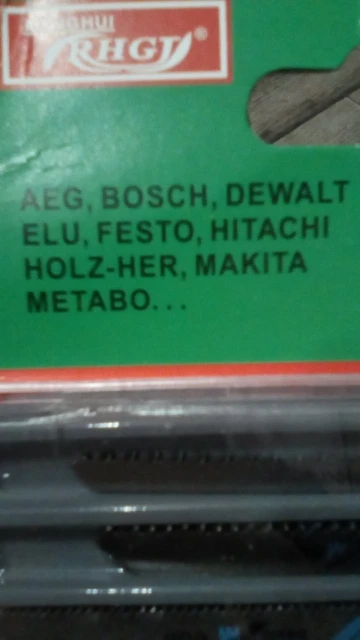 RHGT®
AEG, BOSCH, DEWALT
ELU, FESTO, HITACHI
HOLZ-HER, MAKITA
METABO...